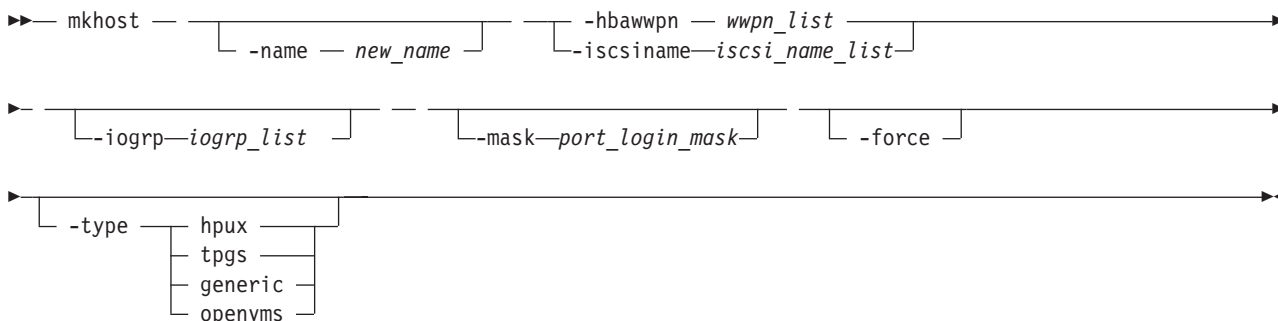 mkhost -hbawwpn wwpn_list
-name new_name -iscsiname iscsi_name_list
-iogrp iogrp_list -mask port_login_mask -force
-type hpux
tpgs
generic
openvms